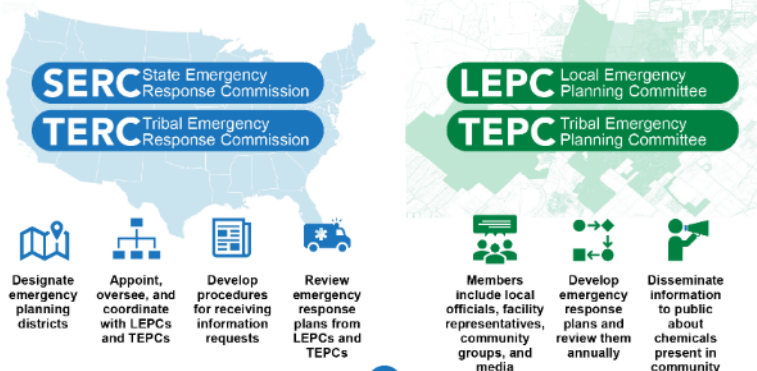 SERC State Emergency
Response Commission
TERC Tribal Emergency
Response Commission
Designate
emergency
planning
districts
Appoint,
oversee, and
coordinate
with LEPCs
and TEPCs
Develop
procedures
for receiving
information
requests
Review
emergency
response
plans from
LEPCs and
TEPCs
LEPC Local Emergency
Planning Committee
TEPC Tribal Emergency
Planning Committee
Members
include local
officials, facility
representatives,
community
groups, and
media
Develop
emergency
response
plans and
review them
annually
Disseminate
information
to public
about
chemicals
present in
community